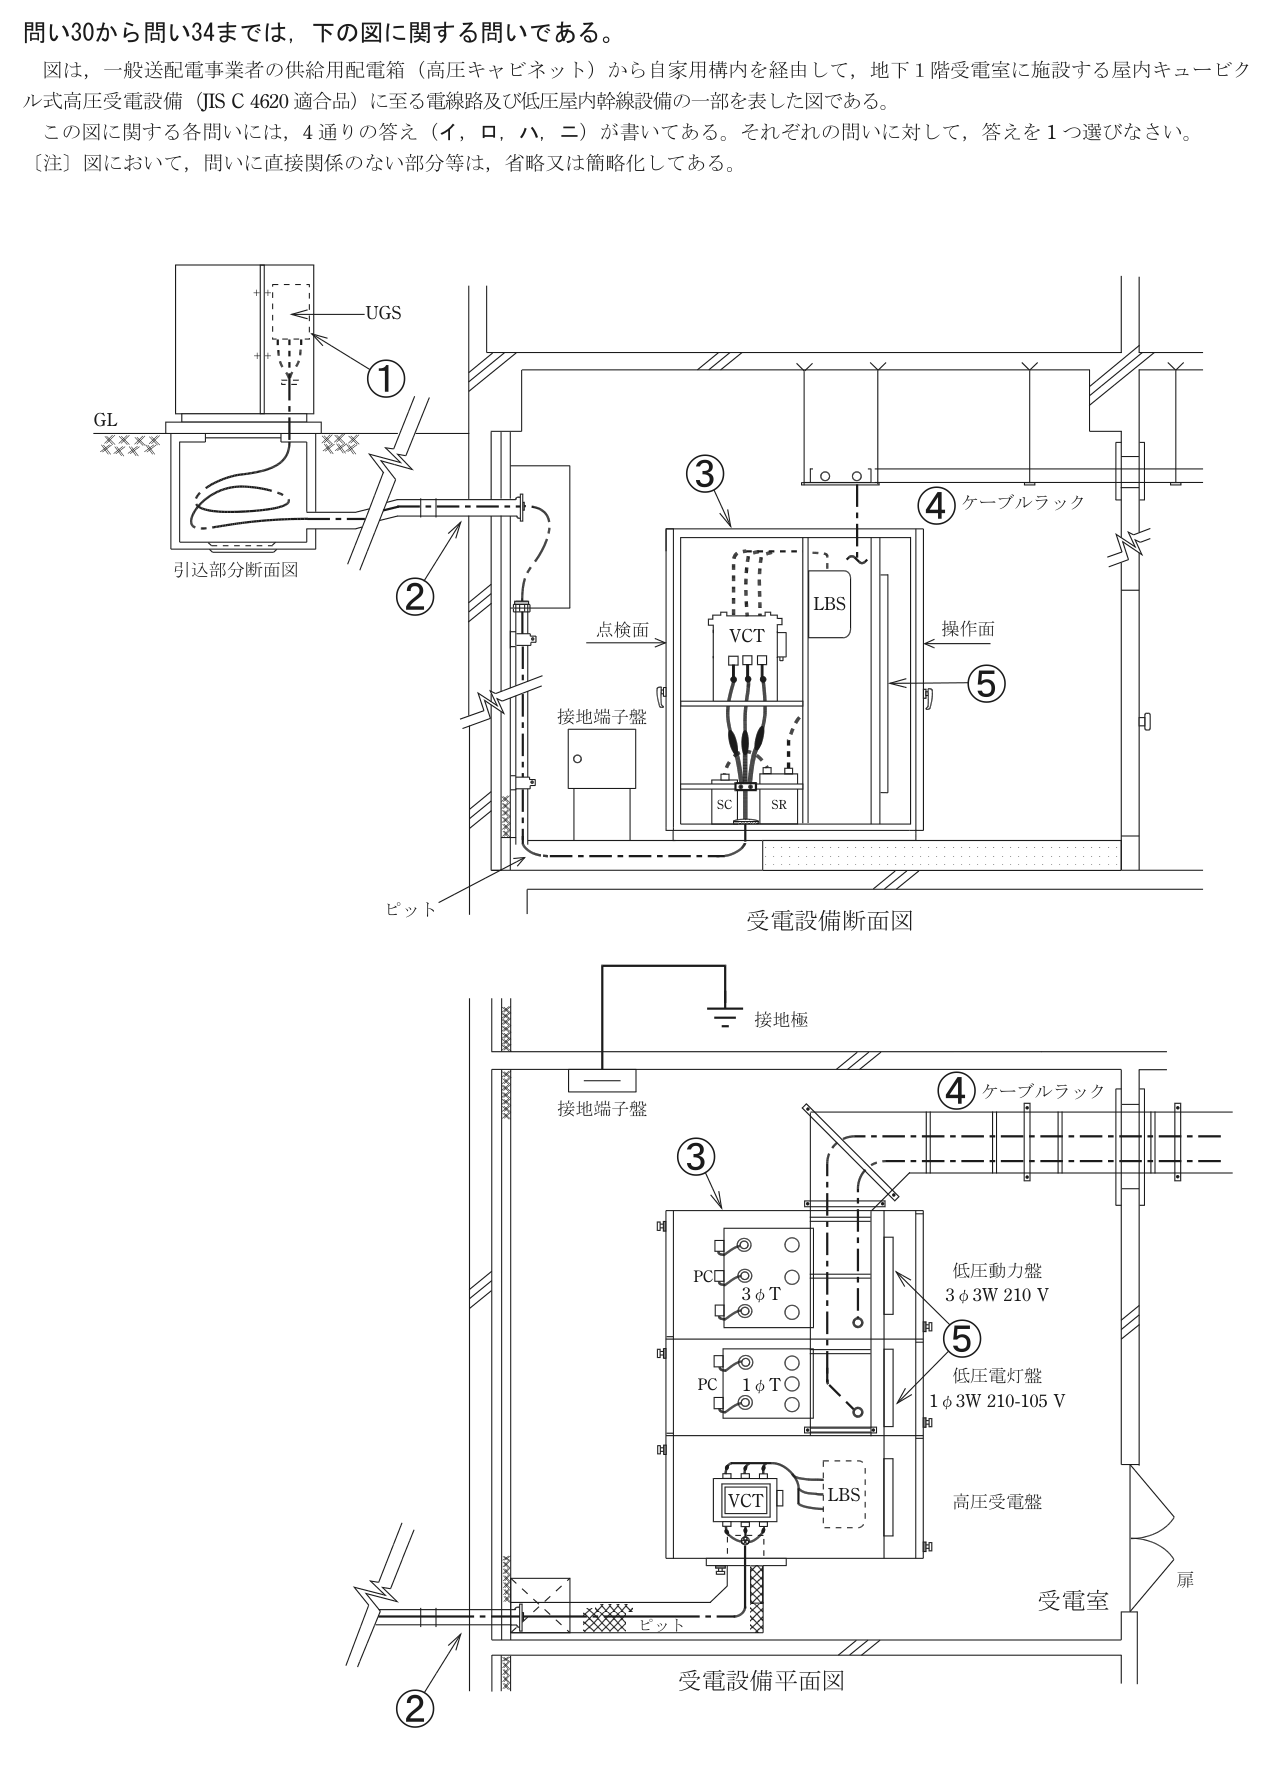 問い30から問い34までは，下の図に関する問いである。
図は，一般送配電事業者の供給用配電箱（高圧キャビネット）から自家用構内を経由して，地下１階受電室に施設する屋内キュービク
ル式高圧受電設備（JIS C 4620 適合品）に至る電線路及び低圧屋内幹線設備の一部を表した図である。
この図に関する各問いには，4 通りの答え（イ，ロ，ハ，ニ）が書いてある。それぞれの問いに対して，答えを 1 つ選びなさい。
〔注〕図において，問いに直接関係のない部分等は，省略又は簡略化してある。
UGS
①
GL
③
④ ケーブルラック
引込部分断面図
②
LBS
点検面
VCT
操作面
⑤
接地端子盤
SC
SR
ピット
受電設備断面図
接地極
④ ケーブルラック
接地端子盤
③
低圧動力盤
PC
3φT
3φ3W 210 V
⑤
低圧電灯盤
PC
1φT
1φ3W 210-105 V
VCT
LBS
高圧受電盤
扉
受電室
ピット
受電設備平面図
②